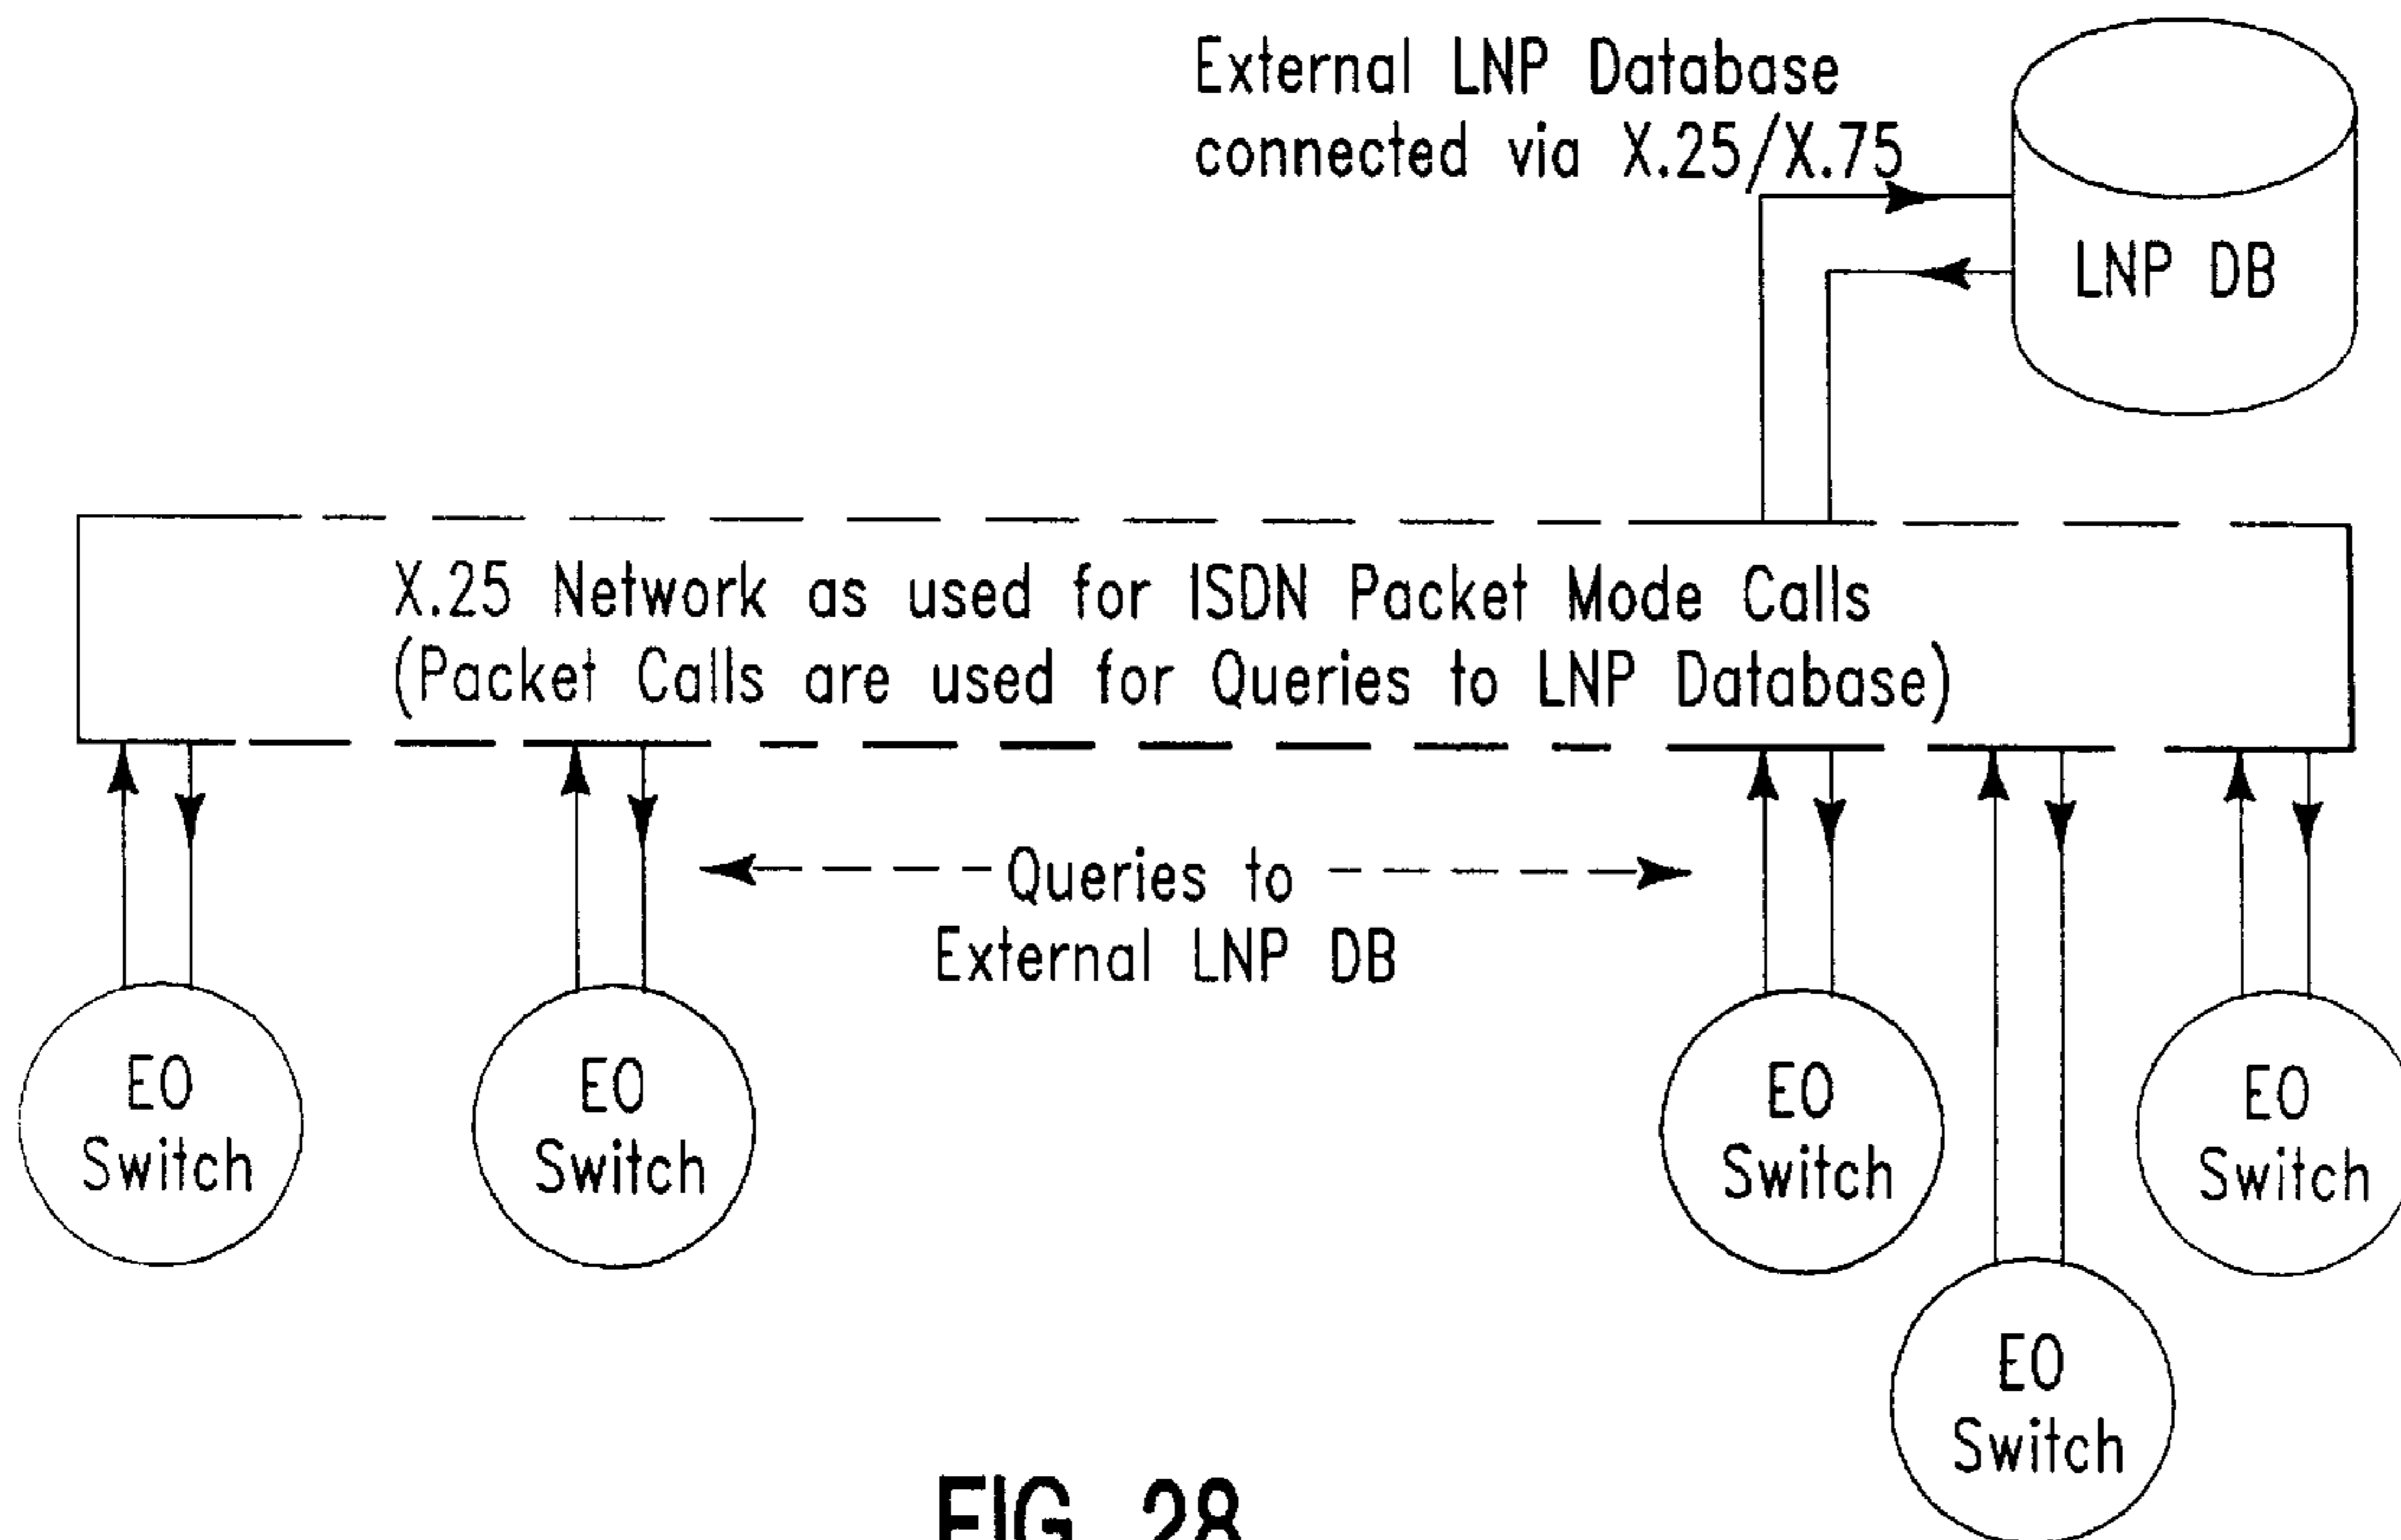 External LNP Database
connected via X.25/X.75
LNP DB
X.25 Network as used for ISDN Packet Mode Calls
(Packet Calls are used for Queries to LNP Database)
Queries to
External LNP DB
EO
Switch
EO
Switch
EO
Switch
EO
Switch
EO
Switch
FIG. 28